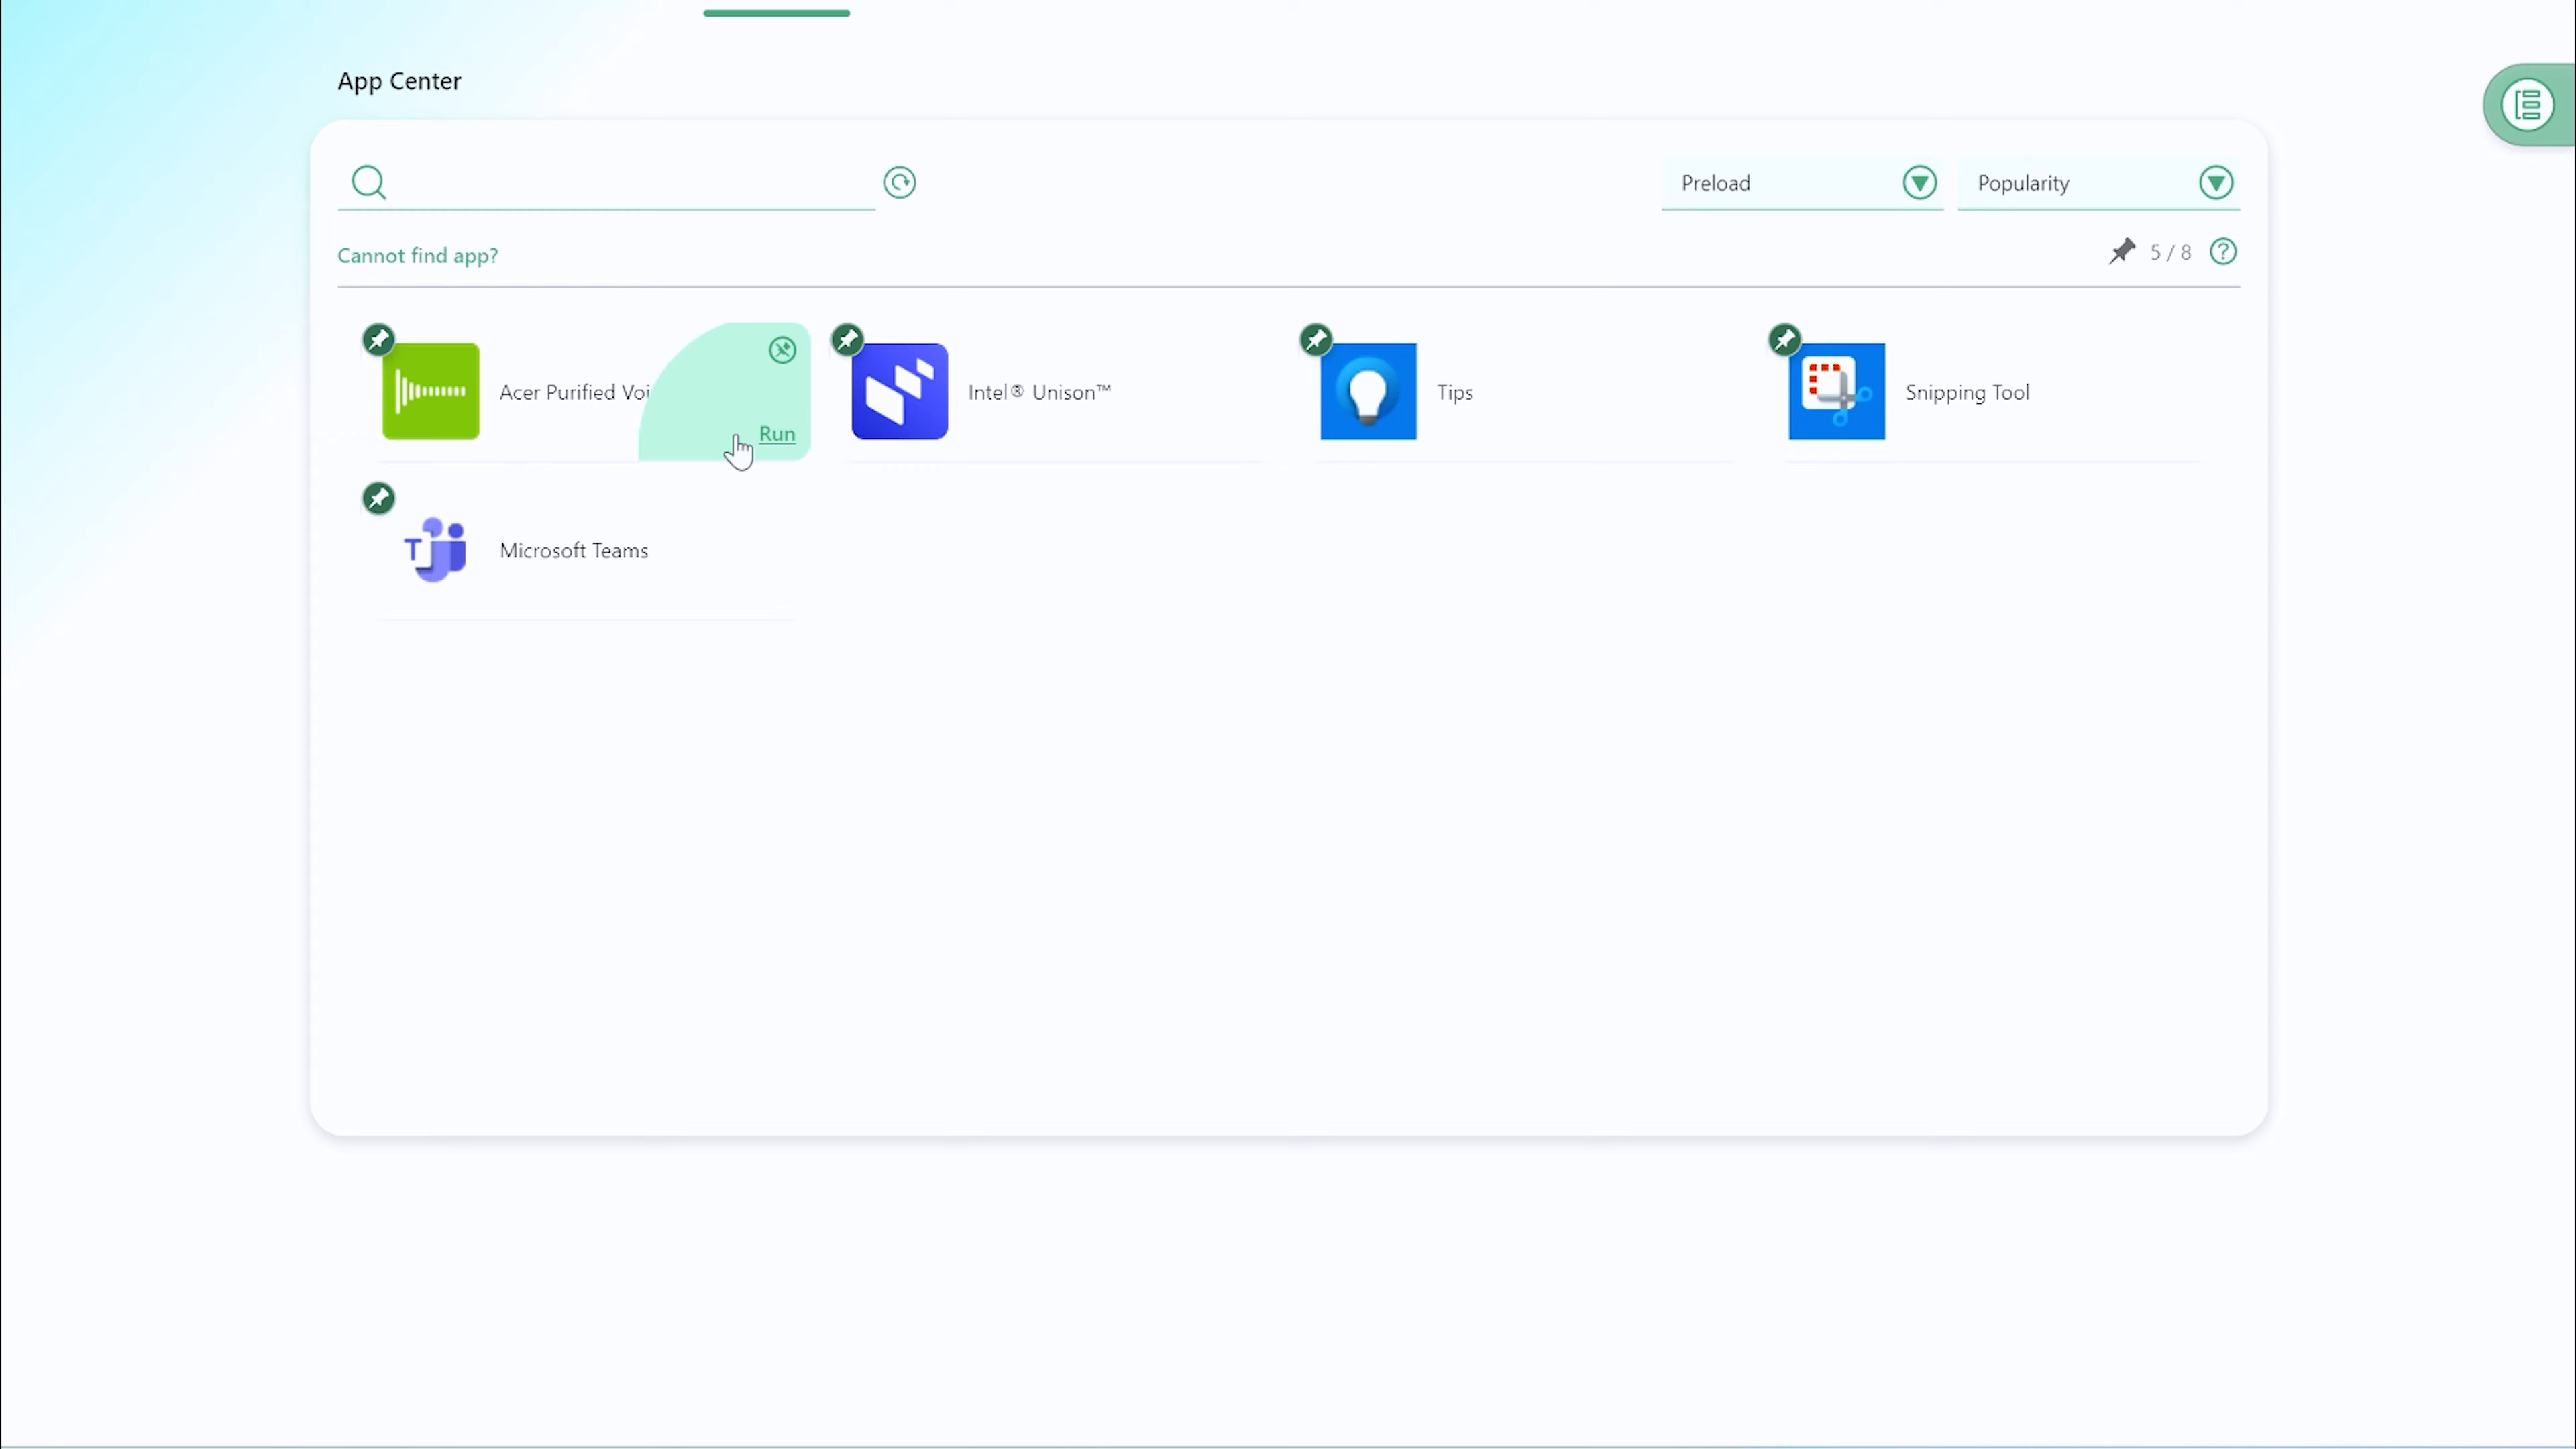 App Center
Preload
Popularity
Cannot find app?
5 / 8
Acer Purified Voi
Run
Intel® Unison™
Tips
Snipping Tool
Microsoft Teams